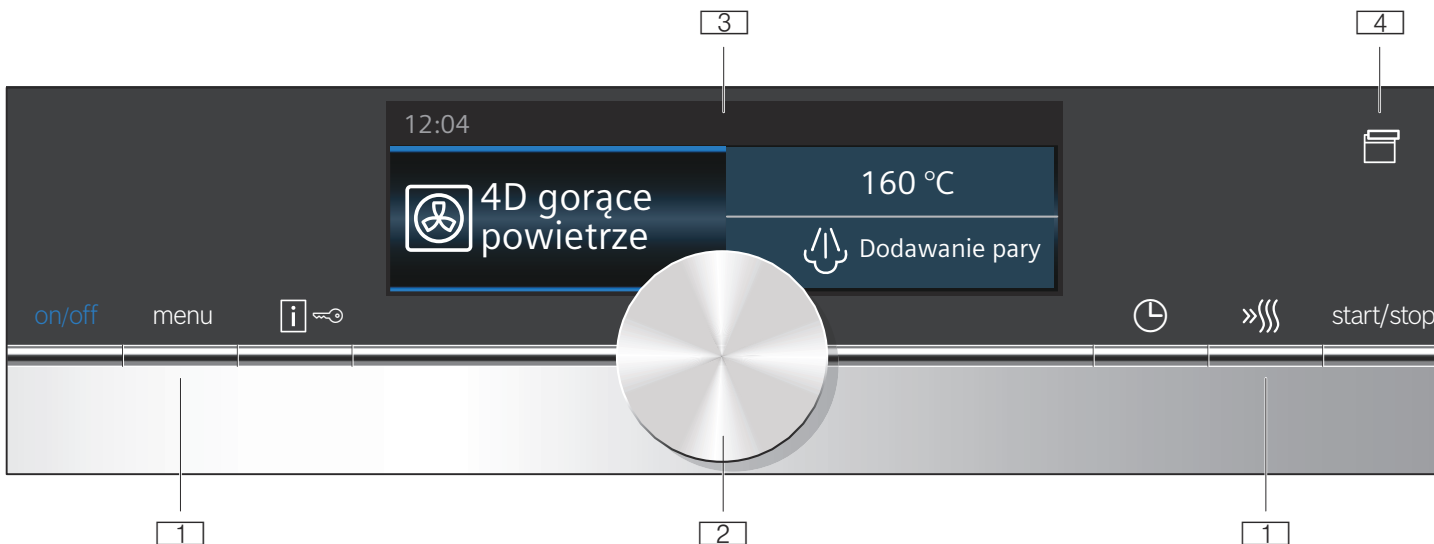 3
4
12:04
4D gorące
powietrze
160 °C
Dodawanie pary
on/off
menu
i
start/stop
1
2
1